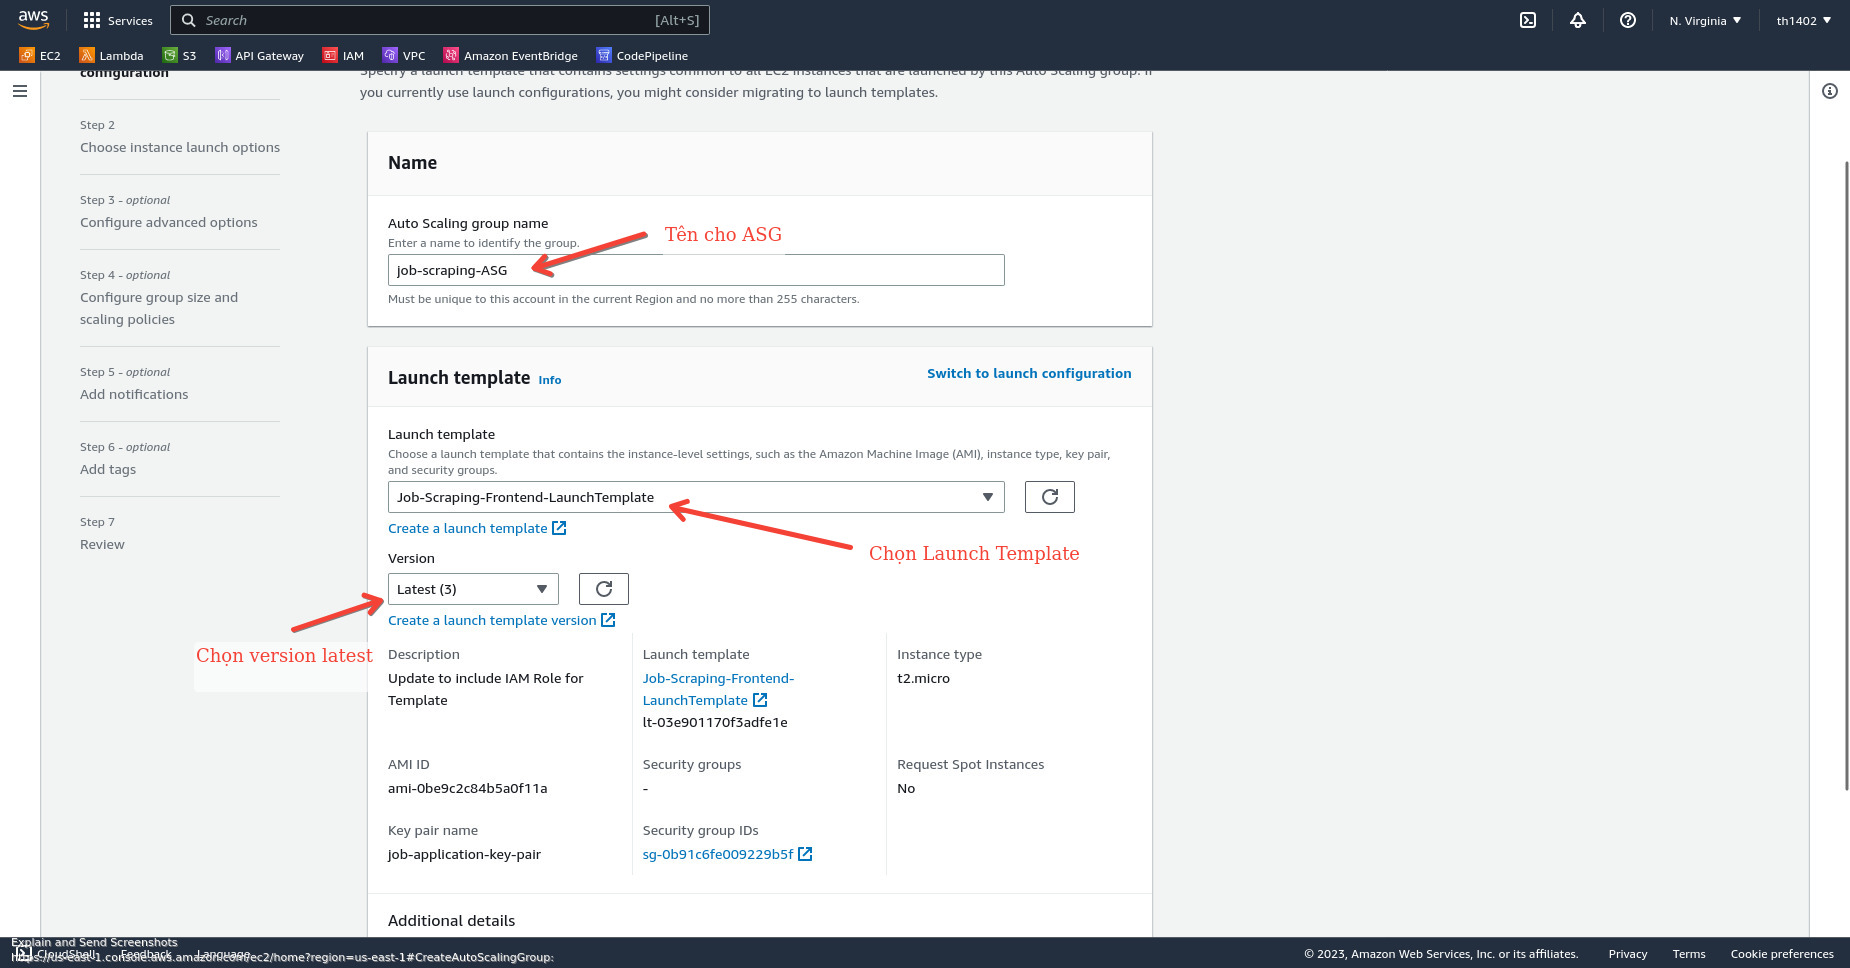 aws
Services
Search
[Alt+S]
N. Virginia
th1402
EC2
Lambda
S3
API Gateway
IAM
VPC
Amazon EventBridge
CodePipeline
configuration
Step 2
Choose instance launch options
Step 3 - optional
Configure advanced options
Step 4 - optional
Configure group size and
scaling policies
Step 5 - optional
Add notifications
Step 6 - optional
Add tags
Step 7
Review
Specify a launch template that contains settings common to all EC2 instances that are launched by this Auto Scaling group. If
you currently use launch configurations, you might consider migrating to launch templates.
Name
Auto Scaling group name
Enter a name to identify the group.
Tên cho ASG
job-scraping-ASG
Must be unique to this account in the current Region and no more than 255 characters.
Launch template Info
Switch to launch configuration
Launch template
Choose a launch template that contains the instance-level settings, such as the Amazon Machine Image (AMI), instance type, key pair,
and security groups.
Job-Scraping-Frontend-LaunchTemplate
Create a launch template
Chọn Launch Template
Version
Latest (3)
Create a launch template version
Chọn version latest
Description
Update to include IAM Role for
Template
Launch template
Job-Scraping-Frontend-
LaunchTemplate
lt-03e901170f3adfe1e
Instance type
t2.micro
AMI ID
ami-0be9c2c84b5a0f11a
Security groups
-
Request Spot Instances
No
Key pair name
job-application-key-pair
Security group IDs
sg-0b91c6fe009229b5f
Additional details
Explain and Send Screenshots
CloudShell
Feedback
Language
https://us-east-1.console.aws.amazon.com/ec2/home?region=us-east-1#CreateAutoScalingGroup:
© 2023, Amazon Web Services, Inc. or its affiliates.
Privacy
Terms
Cookie preferences